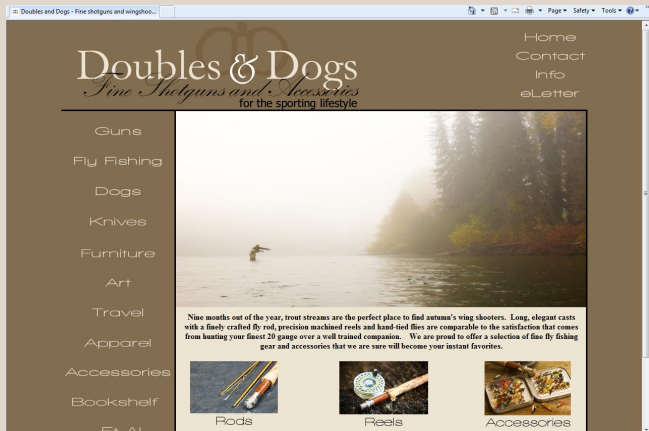 Doubles and Dogs - Fine shotguns and wingshoo...
Page Safety Tools
Doubles & Dogs
Fine Shotguns and Accessories
for the sporting lifestyle
Home
Contact
Info
eLetter
Guns
Fly Fishing
Dogs
Knives
Furniture
Art
Travel
Apparel
Accessories
Bookshelf
Et Al
Nine months out of the year, trout streams are the perfect place to find autumn's wing shooters. Long, elegant casts
with a finely crafted fly rod, precision machined reels and hand-tied flies are comparable to the satisfaction that comes
from hunting your finest 20 gauge over a well trained companion. We are proud to offer a selection of fine fly fishing
gear and accessories that we are sure will become your instant favorites.
Rods
Reels
Accessories